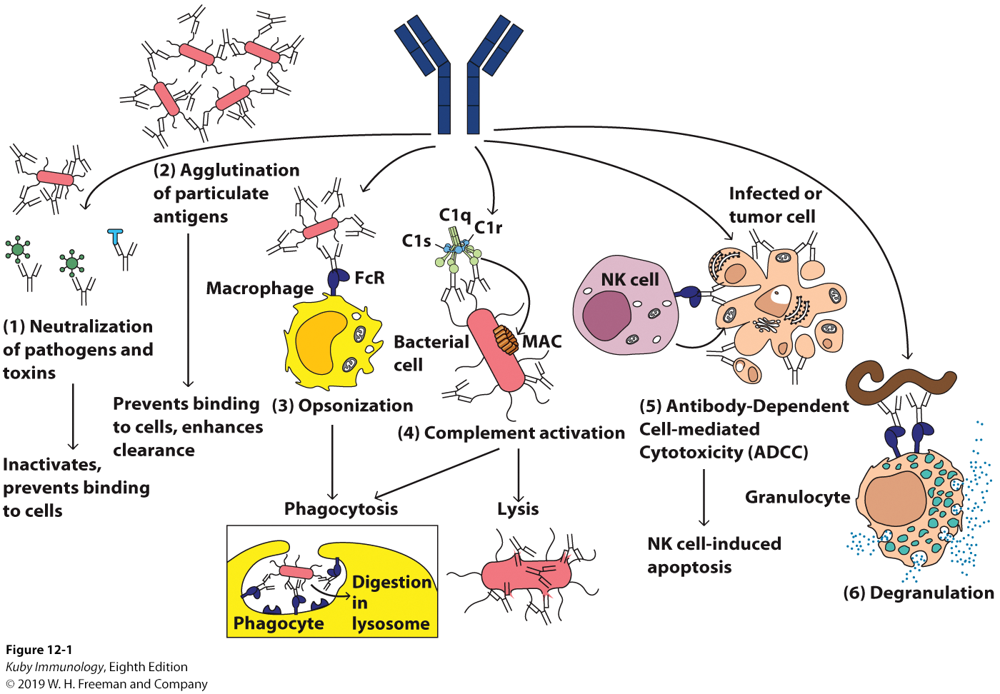 (2) Agglutination
of particulate
antigens
Infected or
tumor cell
C1q
C1r
C1s
NK cell
FcR
Macrophage
(1) Neutralization
of pathogens and
toxins
Bacterial
cell
MAC
Prevents binding
to cells, enhances
clearance
(3) Opsonization
(4) Complement activation
(5) Antibody-Dependent
Cell-mediated
Cytotoxicity (ADCC)
Inactivates,
prevents binding
to cells
Phagocytosis
Lysis
Granulocyte
NK cell-induced
apoptosis
Digestion
in
lysosome
Phagocyte
(6) Degranulation
Figure 12-1
Kuby Immunology, Eighth Edition
© 2019 W. H. Freeman and Company